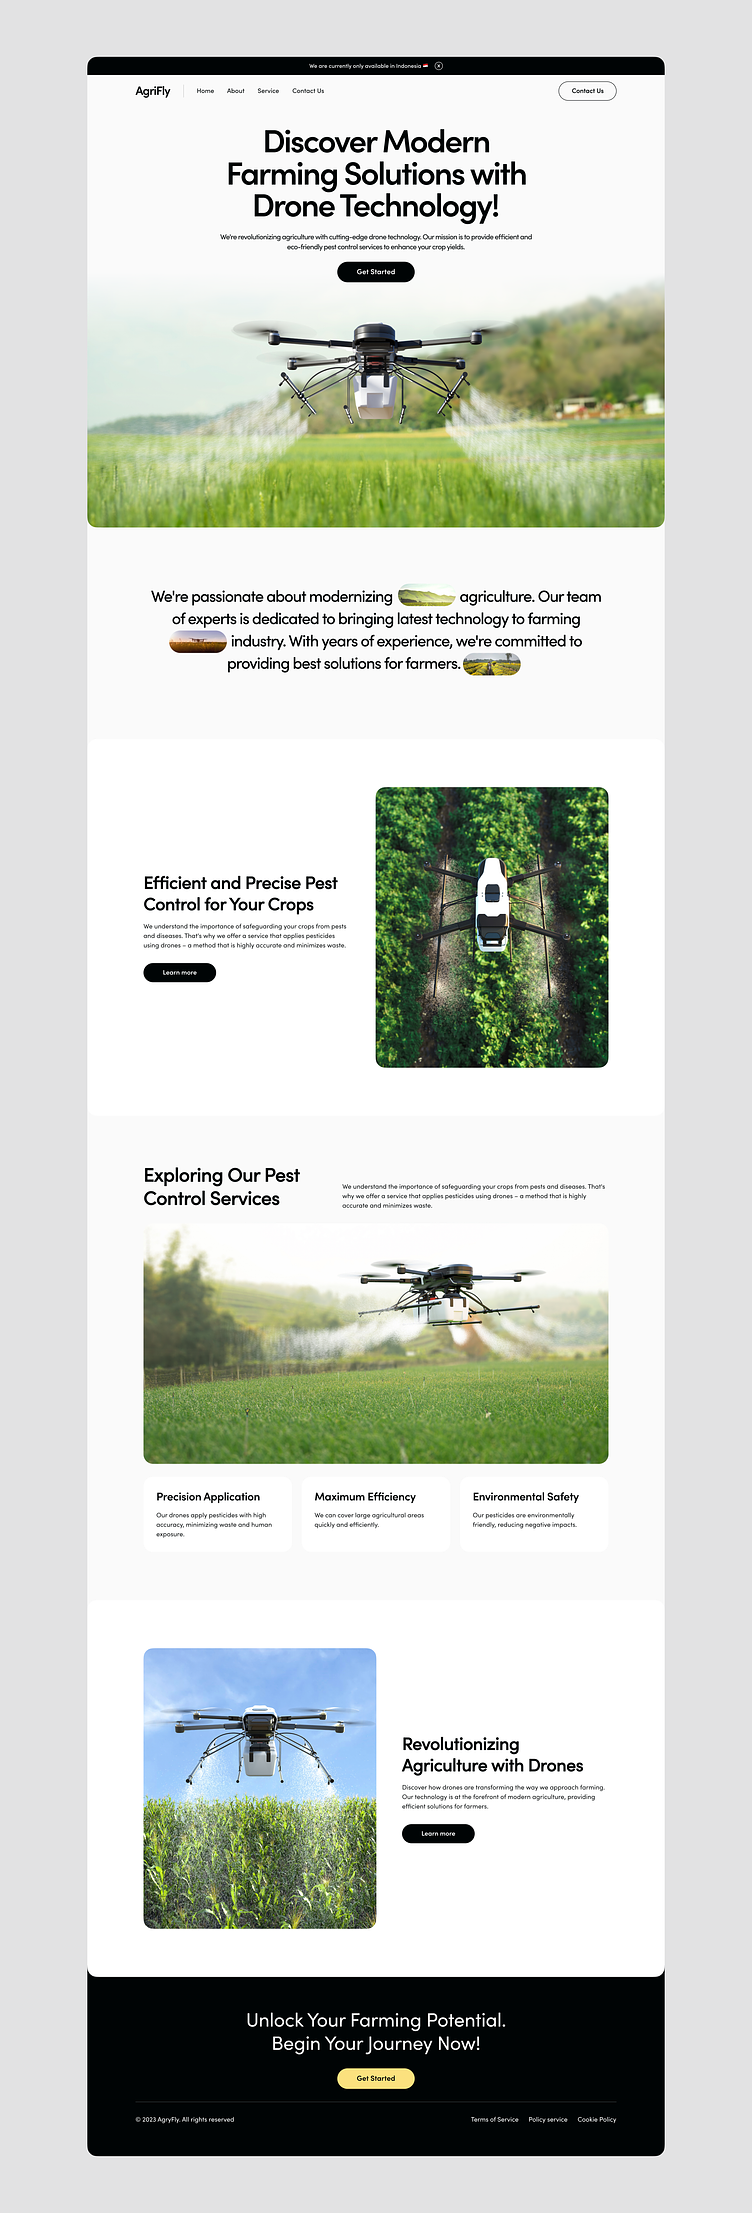 We are currently only available in Indonesia 🇮🇩
AgriFly
Home About Service Contact Us
Contact Us
Discover Modern
Farming Solutions with
Drone Technology!
We're revolutionizing agriculture with cutting-edge drone technology. Our mission is to provide efficient and
eco-friendly pest control services to enhance your crop yields.
Get Started
We're passionate about modernizing agriculture. Our team
of experts is dedicated to bringing latest technology to farming
industry. With years of experience, we're committed to
providing best solutions for farmers.
Efficient and Precise Pest
Control for Your Crops
We understand the importance of safeguarding your crops from pests
and diseases. That's why we offer a service that applies pesticides
using drones – a method that is highly accurate and minimizes waste.
Learn more
Exploring Our Pest
Control Services
We understand the importance of safeguarding your crops from pests and diseases. That's
why we offer a service that applies pesticides using drones – a method that is highly
accurate and minimizes waste.
Precision Application
Our drones apply pesticides with high
accuracy, minimizing waste and human
exposure.
Maximum Efficiency
We can cover large agricultural areas
quickly and efficiently.
Environmental Safety
Our pesticides are environmentally
friendly, reducing negative impacts.
Revolutionizing
Agriculture with Drones
Discover how drones are transforming the way we approach farming.
Our technology is at the forefront of modern agriculture, providing
efficient solutions for farmers.
Learn more
Unlock Your Farming Potential.
Begin Your Journey Now!
Get Started
© 2023 AgryFly. All rights reserved
Terms of Service Policy service Cookie Policy